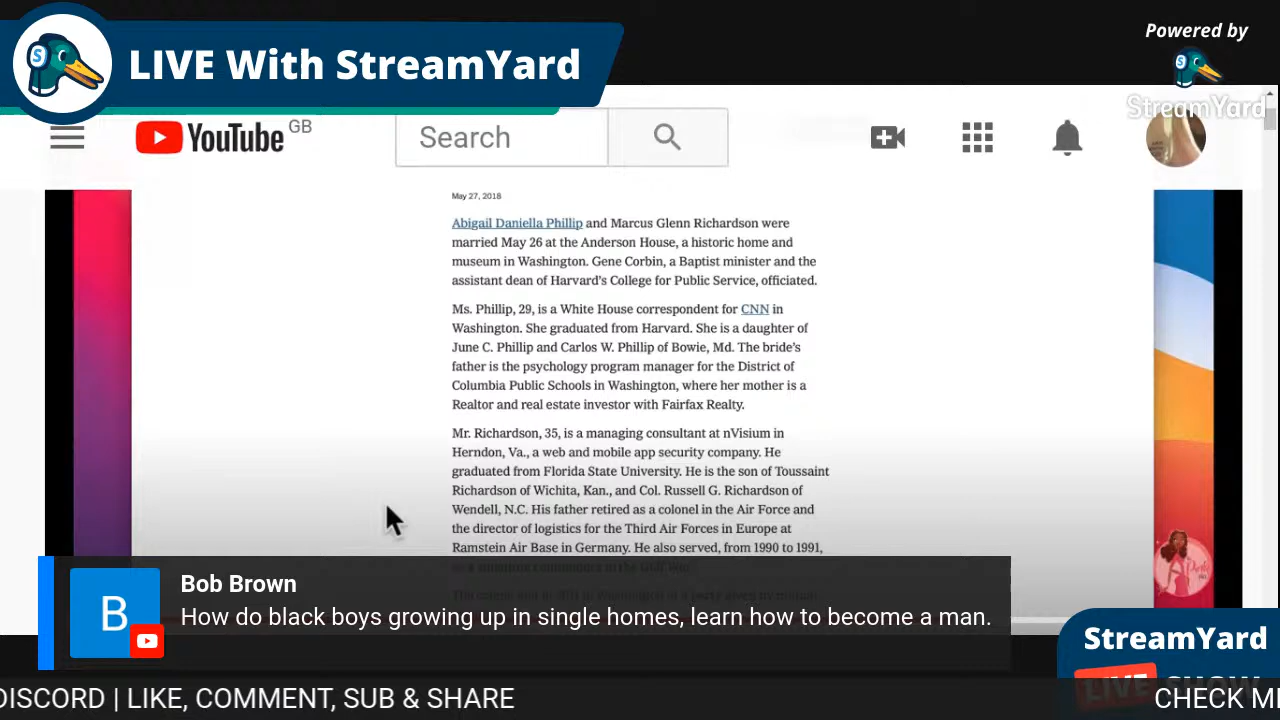 LIVE With StreamYard
Powered by
StreamYard
YouTube GB
Search
May 27, 2018
Abigail Daniella Phillip and Marcus Glenn Richardson were
married May 26 at the Anderson House, a historic home and
museum in Washington. Gene Corbin, a Baptist minister and the
assistant dean of Harvard's College for Public Service, officiated.
Ms. Phillip, 29, is a White House correspondent for CNN in
Washington. She graduated from Harvard. She is a daughter of
June C. Phillip and Carlos W. Phillip of Bowie, Md. The bride's
father is the psychology program manager for the District of
Columbia Public Schools in Washington, where her mother is a
Realtor and real estate investor with Fairfax Realty.
Mr. Richardson, 35, is a managing consultant at nVisium in
Herndon, Va., a web and mobile app security company. He
graduated from Florida State University. He is the son of Toussaint
Richardson of Wichita, Kan., and Col. Russell G. Richardson of
Wendell, N.C. His father retired as a colonel in the Air Force and
the director of logistics for the Third Air Forces in Europe at
Ramstein Air Base in Germany. He also served, from 1990 to 1991,
B
Bob Brown
How do black boys growing up in single homes, learn how to become a man.
StreamYard
LIVE SHOW
DISCORD | LIKE, COMMENT, SUB & SHARE
CHECK